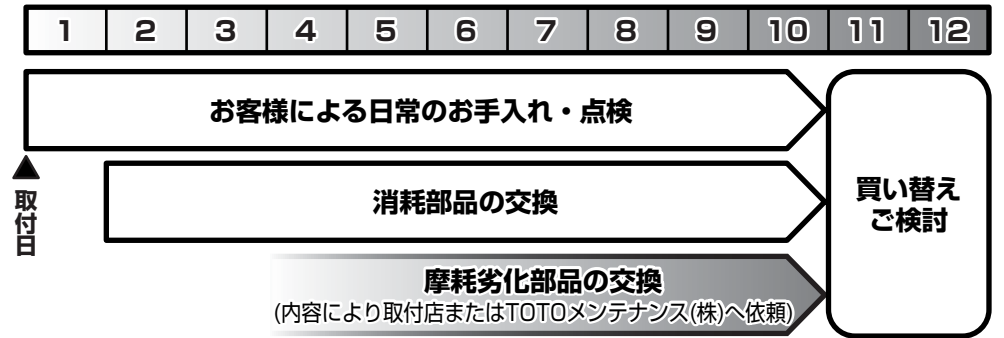 1 2 3 4 5 6 7 8 9 10 11 12
お客様による日常のお手入れ・点検
取付日
消耗部品の交換
買い替え
ご検討
摩耗劣化部品の交換
(内容により取付店またはTOTOメンテナンス(株)へ依頼)